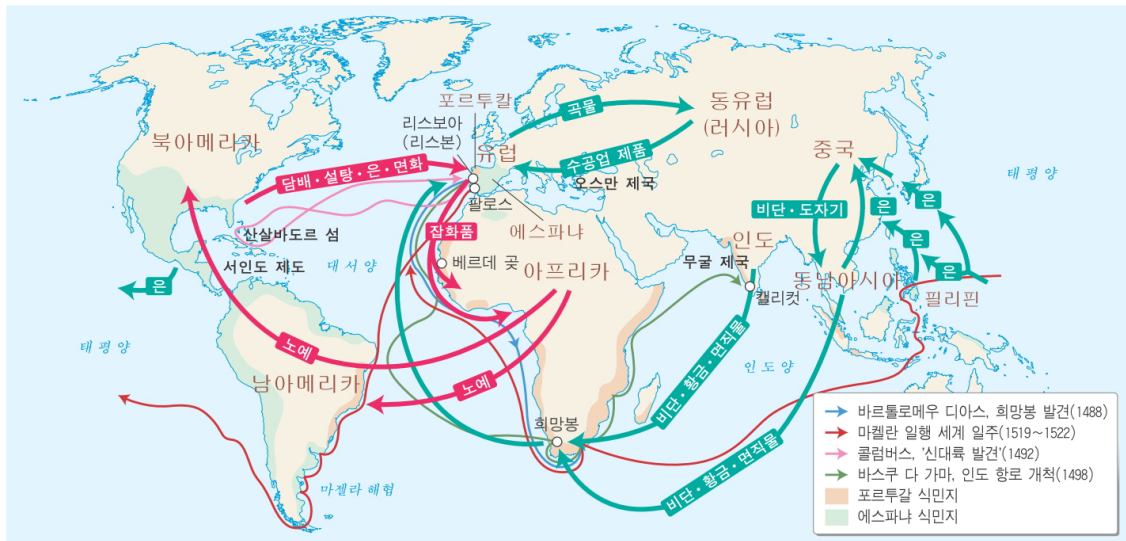 포르투칼
동유럽
(러시아)
곡물
리스보아
(리스본)
북아메리카
유럽
수공업 제품
중국
담배·설탕·은·면화
오스만 제국
태평양
팔로스
비단·도자기
은
은
산살바도르 섬
잡화품
에스파냐
인도
은
서인도 제도
대서양
베르데 곶
아프리카
무굴 제국
동남아시아
은
은
캘리컷
필리핀
태평양
노예
비단·황금·면직물
인도양
남아메리카
노예
희망봉
비단·황금·면직물
마젤라 해협
바르톨로메우 디아스, 희망봉 발견(1488)
마켈란 일행 세계 일주(1519~1522)
콜럼버스, '신대륙 발견'(1492)
바스쿠 다 가마, 인도 항로 개척(1498)
포르투갈 식민지
에스파냐 식민지